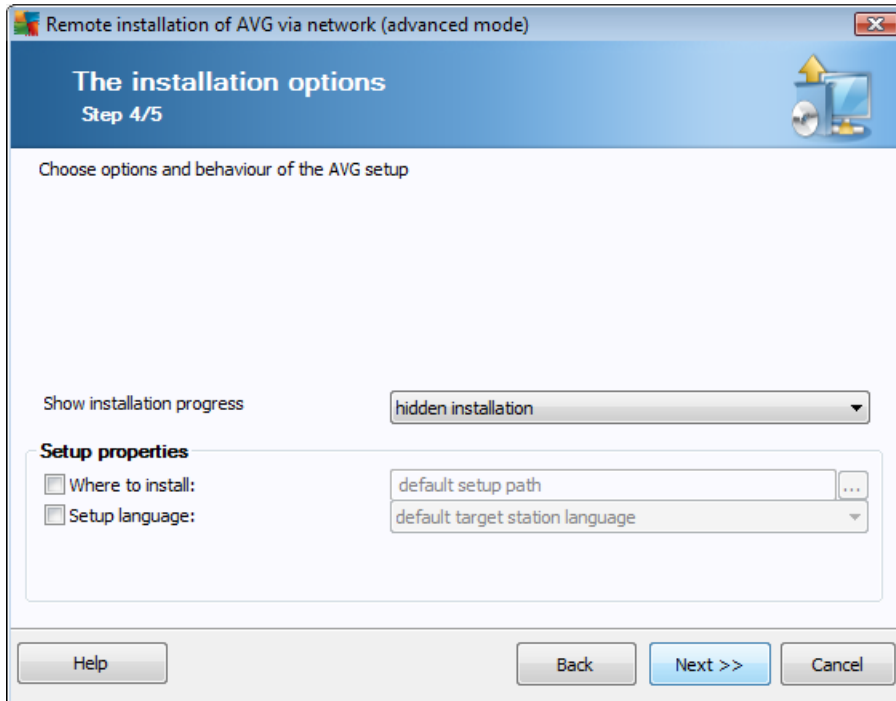 Remote installation of AVG via network (advanced mode)
The installation options
Step 4/5
Choose options and behaviour of the AVG setup
Show installation progress
hidden installation
Setup properties
Where to install:
default setup path
...
Setup language:
default target station language
Help
Back
Next >>
Cancel